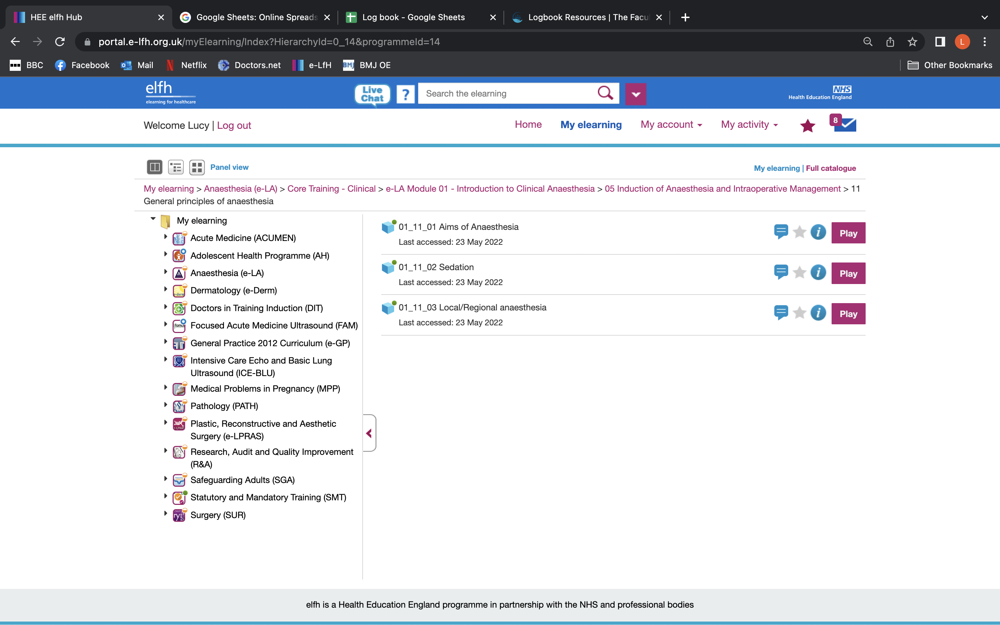 HEE elfh Hub
Google Sheets: Online Spreads
Log book - Google Sheets
Logbook Resources | The Facul
portal.e-lfh.org.uk/myElearning/Index?HierarchyId=0_14&programmeId=14
L
BBC
Facebook
Mail
Netflix
Doctors.net
e-LfH
BMJ
BMJ OE
Other Bookmarks
elfh
elearning for healthcare
Live
Chat
?
Search the elearning
NHS
Health Education England
Welcome Lucy | Log out
Home
My elearning
My account
My activity
8
Panel view
My elearning | Full catalogue
My elearning > Anaesthesia (e-LA) > Core Training - Clinical > e-LA Module 01 - Introduction to Clinical Anaesthesia > 05 Induction of Anaesthesia and Intraoperative Management > 11
General principles of anaesthesia
My elearning
Acute Medicine (ACUMEN)
Adolescent Health Programme (AH)
Anaesthesia (e-LA)
Dermatology (e-Derm)
Doctors in Training Induction (DIT)
Focused Acute Medicine Ultrasound (FAM)
General Practice 2012 Curriculum (e-GP)
Intensive Care Echo and Basic Lung
Ultrasound (ICE-BLU)
Medical Problems in Pregnancy (MPP)
Pathology (PATH)
Plastic, Reconstructive and Aesthetic
Surgery (e-LPRAS)
Research, Audit and Quality Improvement
(R&A)
Safeguarding Adults (SGA)
Statutory and Mandatory Training (SMT)
Surgery (SUR)
01_11_01 Aims of Anaesthesia
Last accessed: 23 May 2022
Play
01_11_02 Sedation
Last accessed: 23 May 2022
Play
01_11_03 Local/Regional anaesthesia
Last accessed: 23 May 2022
Play
elfh is a Health Education England programme in partnership with the NHS and professional bodies